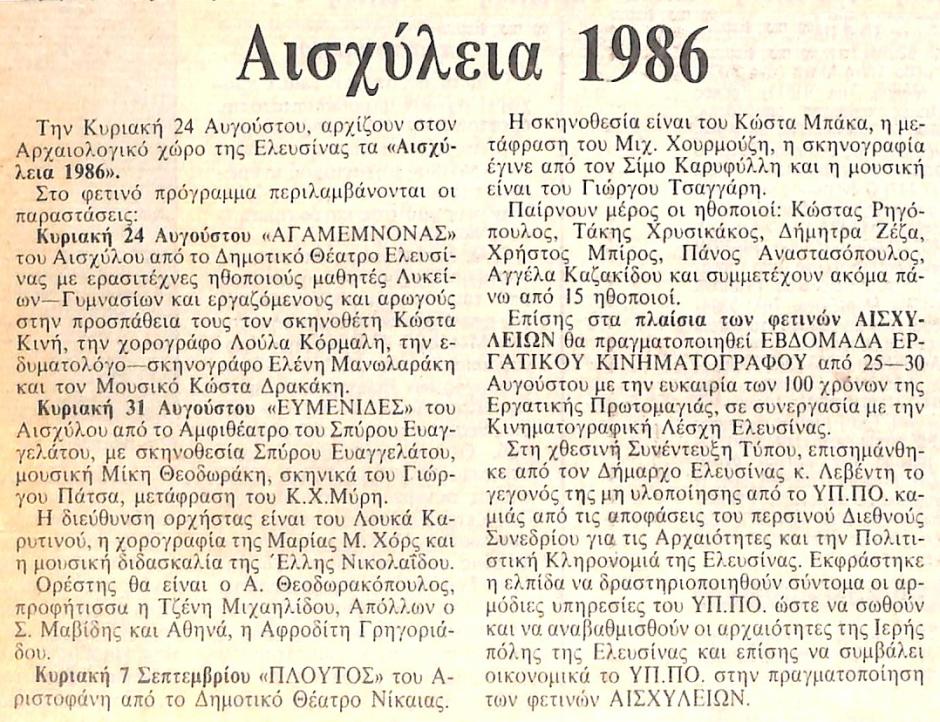 Αισχύλεια 1986
Την Κυριακή 24 Αυγούστου, αρχίζουν στον
Αρχαιολογικό χώρο της Ελευσίνας τα «Αισχύ-
λεια 1986».
Στο φετινό πρόγραμμα περιλαμβάνονται οι
παραστάσεις:
Κυριακή 24 Αυγούστου «ΑΓΑΜΕΜΝΟΝΑΣ»
του Αισχύλου από το Δημοτικό Θέατρο Ελευσί-
νας με ερασιτέχνες ηθοποιούς μαθητές Λυκεί-
ων—Γυμνασίων και εργαζόμενους και αρωγούς
στην προσπάθεια τους τον σκηνοθέτη Κώστα
Κινή, την χορογράφο Λούλα Κόρμαλη, την ε-
δυματολόγο—σκηνογράφο Ελένη Μανωλαράκη
και τον Μουσικό Κώστα Δρακάκη.
Κυριακή 31 Αυγούστου «ΕΥΜΕΝΙΔΕΣ» του
Αισχύλου από το Αμφιθέατρο του Σπύρου Ευαγ-
γελάτου, με σκηνοθεσία Σπύρου Ευαγγελάτου,
μουσική Μίκη Θεοδωράκη, σκηνικά του Γιώρ-
γου Πάτσα, μετάφραση του Κ.Χ.Μύρη.
Η διεύθυνση ορχήστας είναι του Λουκά Κα-
ρυτινού, η χορογραφία της Μαρίας Μ. Χόρς και
η μουσική διδασκαλία της Έλλης Νικολαΐδου.
Ορέστης θα είναι ο Α. Θεοδωρακόπουλος,
προφήτισσα η Τζένη Μιχαηλίδου, Απόλλων ο
Σ. Μαβίδης και Αθηνά, η Αφροδίτη Γρηγοριά-
δου.
Κυριακή 7 Σεπτεμβρίου «ΠΛΟΥΤΟΣ» του Α-
ριστοφάνη από το Δημοτικό Θέατρο Νίκαιας.
Η σκηνοθεσία είναι του Κώστα Μπάκα, η με-
τάφραση του Μιχ. Χουρμούζη, η σκηνογραφία
έγινε από τον Σίμο Καρυφύλλη και η μουσική
είναι του Γιώργου Τσαγγάρη.
Παίρνουν μέρος οι ηθοποιοί: Κώστας Ρηγό-
πουλος, Τάκης Χρυσικάκος, Δήμητρα Ζέζα,
Χρήστος Μπίρος, Πάνος Αναστασόπουλος,
Αγγέλα Καζακίδου και συμμετέχουν ακόμα πά-
νω από 15 ηθοποιοί.
Επίσης στα πλαίσια των φετινών ΑΙΣΧΥ-
ΛΕΙΩΝ θα πραγματοποιηθεί ΕΒΔΟΜΑΔΑ ΕΡ-
ΓΑΤΙΚΟΥ ΚΙΝΗΜΑΤΟΓΡΑΦΟΥ από 25—30
Αυγούστου με την ευκαιρία των 100 χρόνων της
Εργατικής Πρωτομαγιάς, σε συνεργασία με την
Κινηματογραφική Λέσχη Ελευσίνας.
Στη χθεσινή Συνέντευξη Τύπου, επισημάνθη-
κε από τον Δήμαρχο Ελευσίνας κ. Λεβέντη το
γεγονός της μη υλοποίησης από το ΥΠ.ΠΟ. κα-
μιάς από τις αποφάσεις του περσινού Διεθνούς
Συνεδρίου για τις Αρχαιότητες και την Πολιτι-
στική Κληρονομιά της Ελευσίνας. Εκφράστηκε
η ελπίδα να δραστηριοποιηθούν σύντομα οι αρ-
μόδιες υπηρεσίες του ΥΠ.ΠΟ. ώστε να σωθούν
και να αναβαθμισθούν οι αρχαιότητες της Ιερής
πόλης της Ελευσίνας και επίσης να συμβάλει
οικονομικά το ΥΠ.ΠΟ. στην πραγματοποίηση
των φετινών ΑΙΣΧΥΛΕΙΩΝ.